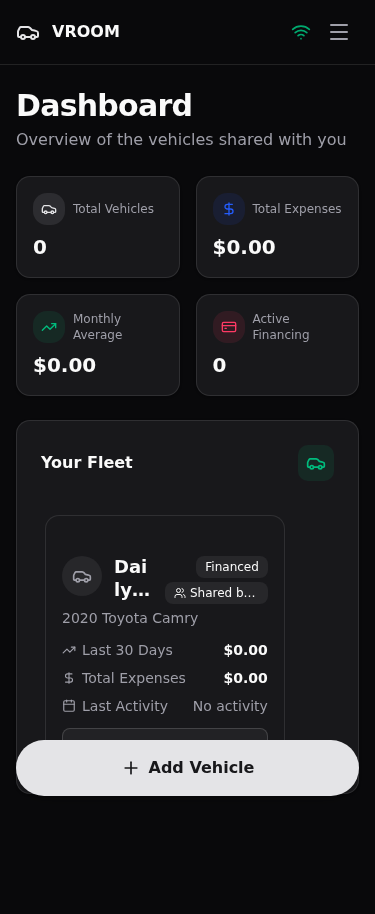 VROOM
Dashboard
Overview of the vehicles shared with you
Total Vehicles
0
Total Expenses
$0.00
Monthly
Average
$0.00
Active
Financing
0
Your Fleet
Dai
ly...
Financed
Shared b...
2020 Toyota Camry
Last 30 Days $0.00
Total Expenses $0.00
Last Activity No activity
Add Vehicle